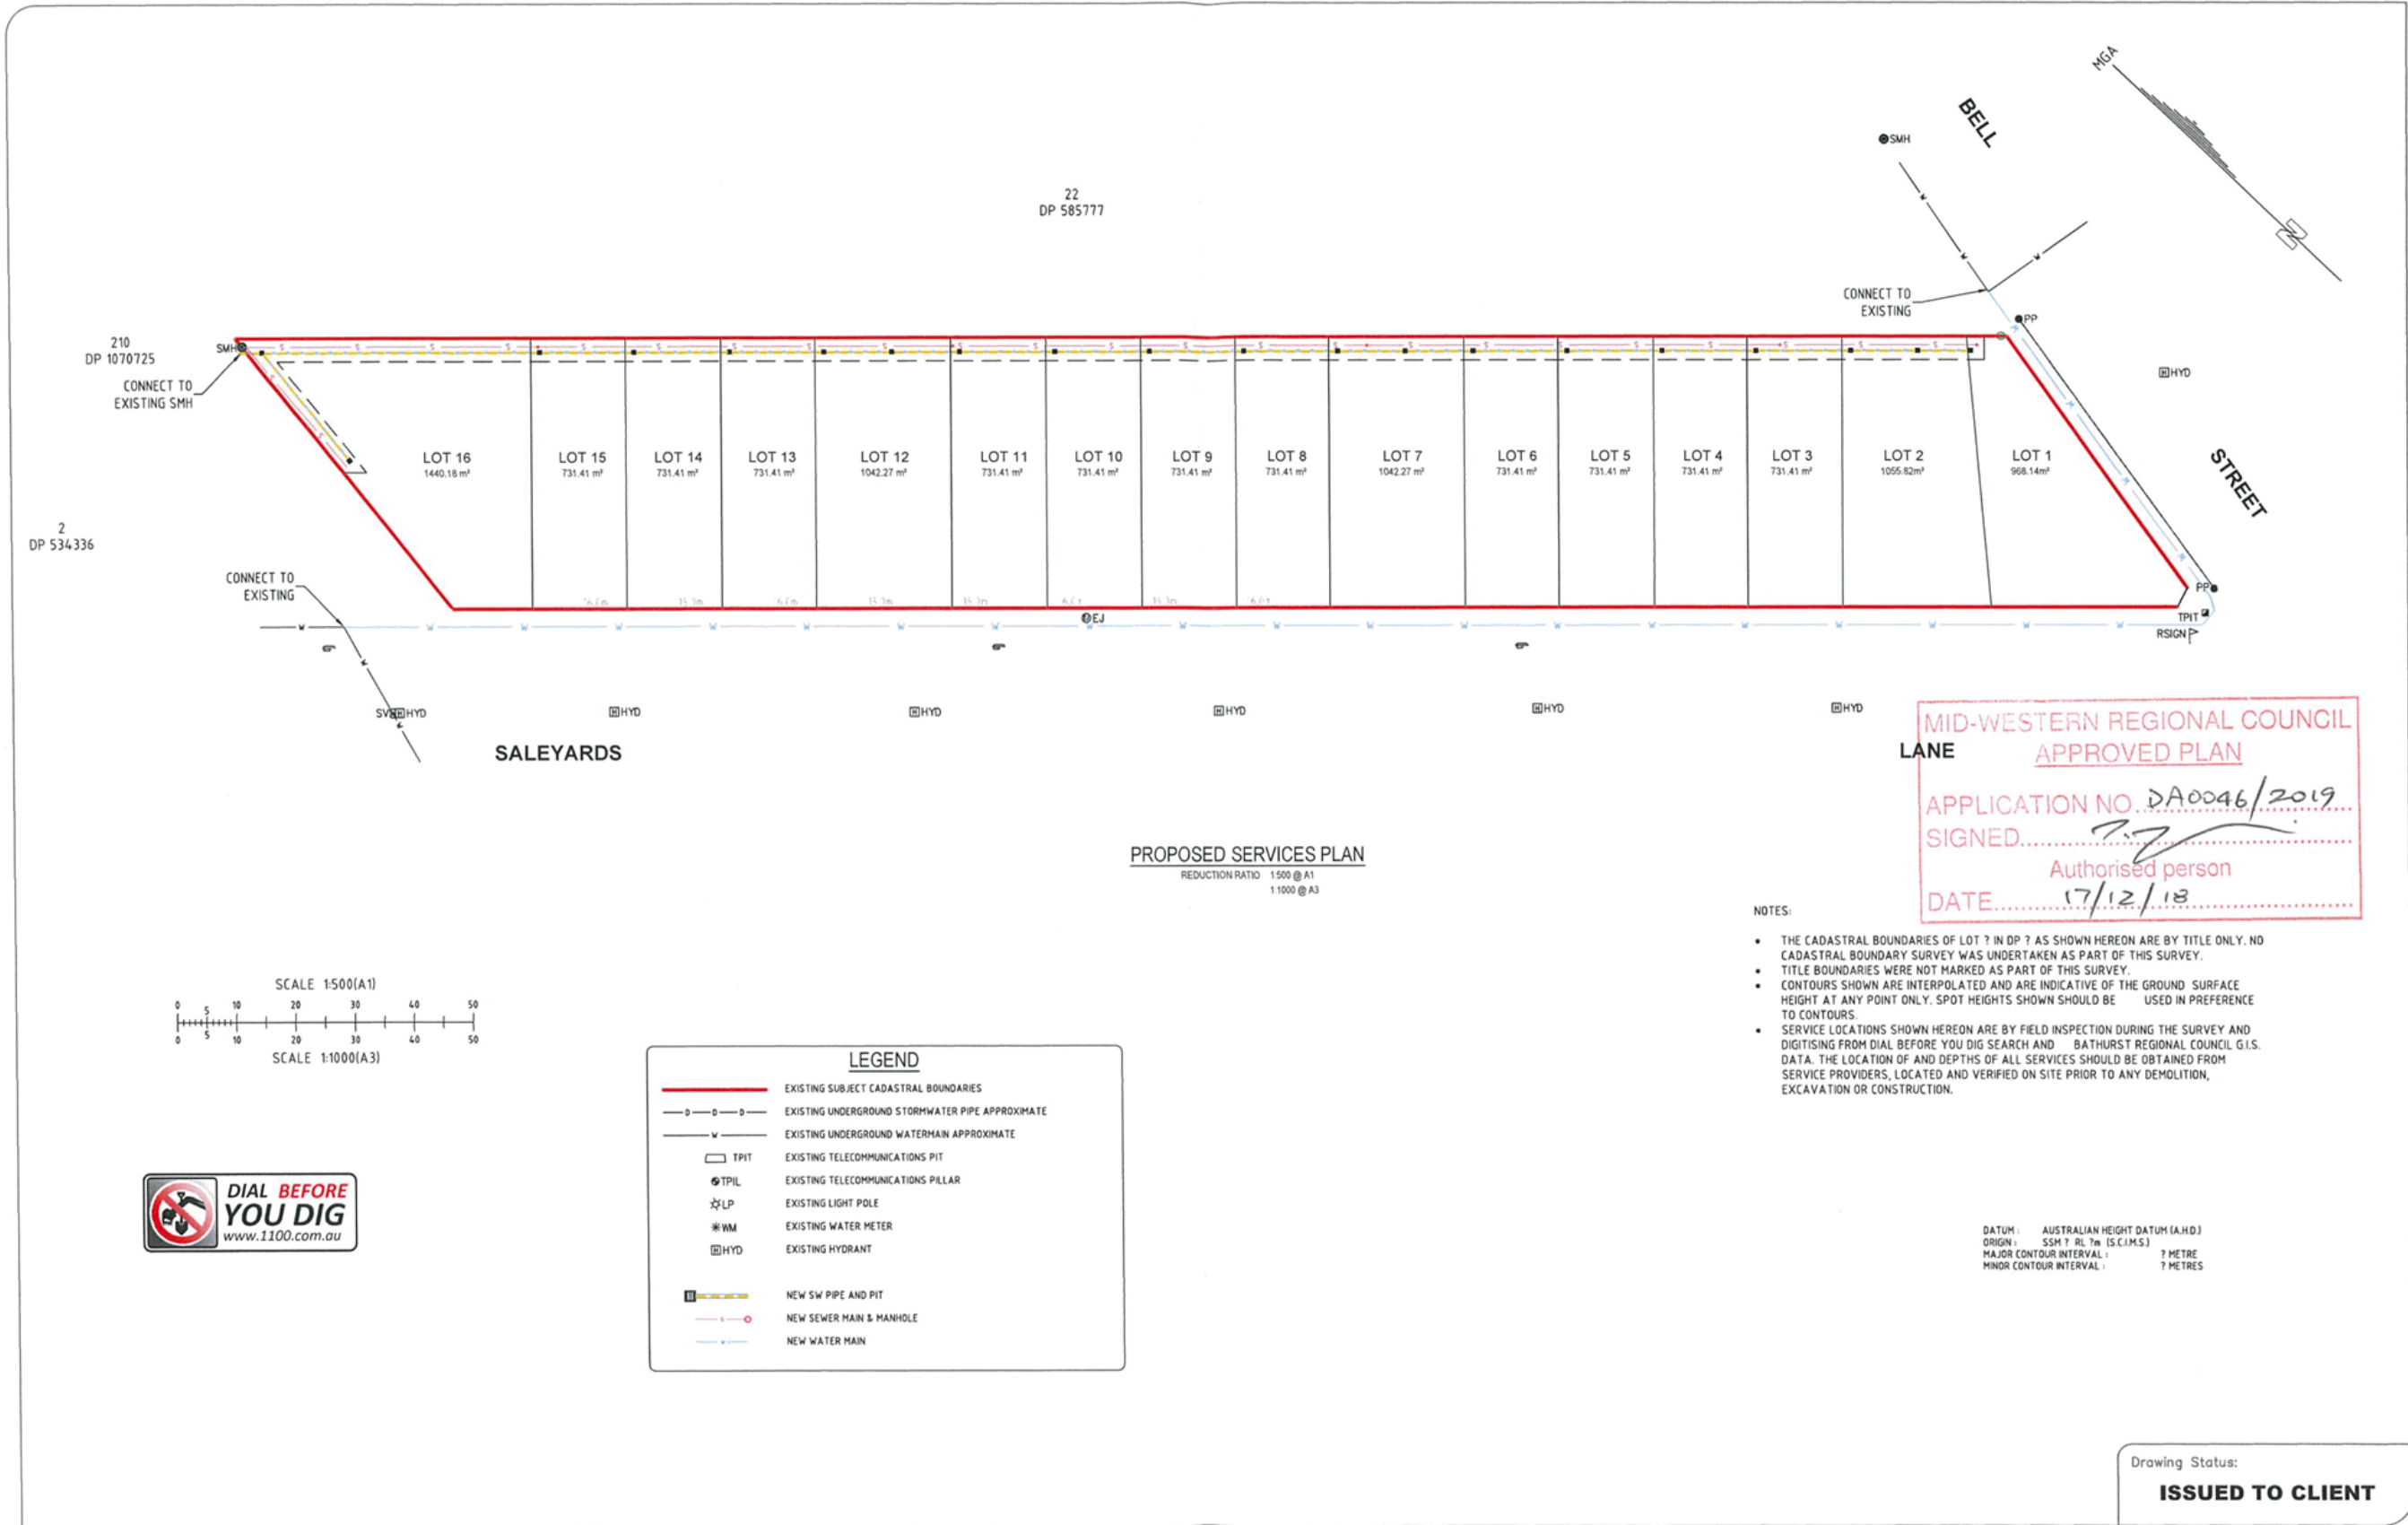 MGA
BELL
SMH
22
DP 585777
N
CONNECT TO
EXISTING
PP
210
DP 1070725
SMH
HYD
CONNECT TO
EXISTING SMH
LOT 16
1440.16 m²
LOT 15
731.41 m²
LOT 14
731.41 m²
LOT 13
731.41 m²
LOT 12
1042.27 m²
LOT 11
731.41 m²
LOT 10
731.41 m²
LOT 9
731.41 m²
LOT 8
731.41 m²
LOT 7
1042.27 m²
LOT 6
731.41 m²
LOT 5
731.41 m²
LOT 4
731.41 m²
LOT 3
731.41 m²
LOT 2
1055.82m²
LOT 1
968.14m²
STREET
2
DP 534336
CONNECT TO
EXISTING
EJ
PP
TPIT
RSIGN
HYD
HYD
HYD
HYD
HYD
HYD
SALEYARDS
LANE
MID-WESTERN REGIONAL COUNCIL
APPROVED PLAN
APPLICATION NO. DA0046/2019
SIGNED
Authorised person
DATE 17/12/18
PROPOSED SERVICES PLAN
REDUCTION RATIO 1:500 @ A1
1:1000 @ A3
NOTES:
• THE CADASTRAL BOUNDARIES OF LOT ? IN DP ? AS SHOWN HEREON ARE BY TITLE ONLY. NO
CADASTRAL BOUNDARY SURVEY WAS UNDERTAKEN AS PART OF THIS SURVEY.
• TITLE BOUNDARIES WERE NOT MARKED AS PART OF THIS SURVEY.
• CONTOURS SHOWN ARE INTERPOLATED AND ARE INDICATIVE OF THE GROUND SURFACE
HEIGHT AT ANY POINT ONLY. SPOT HEIGHTS SHOWN SHOULD BE USED IN PREFERENCE
TO CONTOURS.
• SERVICE LOCATIONS SHOWN HEREON ARE BY FIELD INSPECTION DURING THE SURVEY AND
DIGITISING FROM DIAL BEFORE YOU DIG SEARCH AND BATHURST REGIONAL COUNCIL G.I.S.
DATA. THE LOCATION OF AND DEPTHS OF ALL SERVICES SHOULD BE OBTAINED FROM
SERVICE PROVIDERS, LOCATED AND VERIFIED ON SITE PRIOR TO ANY DEMOLITION,
EXCAVATION OR CONSTRUCTION.
SCALE 1:500(A1)
0 5 10 20 30 40 50
0 5 10 20 30 40 50
SCALE 1:1000(A3)
LEGEND
EXISTING SUBJECT CADASTRAL BOUNDARIES
D D D EXISTING UNDERGROUND STORMWATER PIPE APPROXIMATE
W EXISTING UNDERGROUND WATERMAIN APPROXIMATE
TPIT EXISTING TELECOMMUNICATIONS PIT
TPIL EXISTING TELECOMMUNICATIONS PILLAR
LP EXISTING LIGHT POLE
WM EXISTING WATER METER
H HYD EXISTING HYDRANT
NEW SW PIPE AND PIT
S NEW SEWER MAIN & MANHOLE
W NEW WATER MAIN
DIAL BEFORE
YOU DIG
www.1100.com.au
DATUM : AUSTRALIAN HEIGHT DATUM (A.H.D.)
ORIGIN : SSM ? RL ?m (S.C.I.M.S.)
MAJOR CONTOUR INTERVAL : ? METRE
MINOR CONTOUR INTERVAL : ? METRES
Drawing Status:
ISSUED TO CLIENT